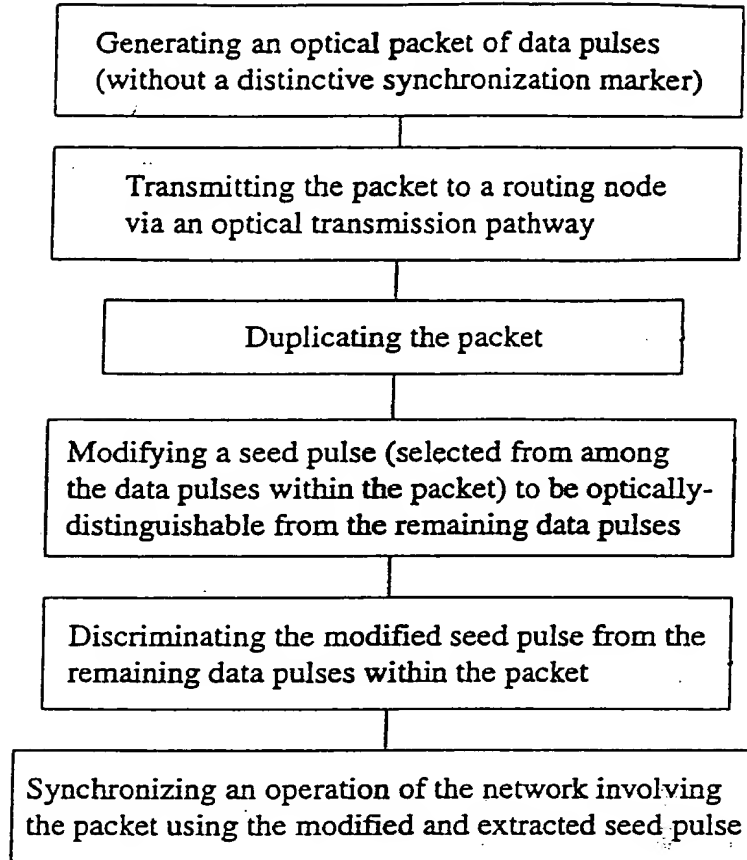 Generating an optical packet of data pulses
(without a distinctive synchronization marker)
Transmitting the packet to a routing node
via an optical transmission pathway
Duplicating the packet
Modifying a seed pulse (selected from among
the data pulses within the packet) to be optically-
distinguishable from the remaining data pulses
Discriminating the modified seed pulse from the
remaining data pulses within the packet
Synchronizing an operation of the network involving
the packet using the modified and extracted seed pulse